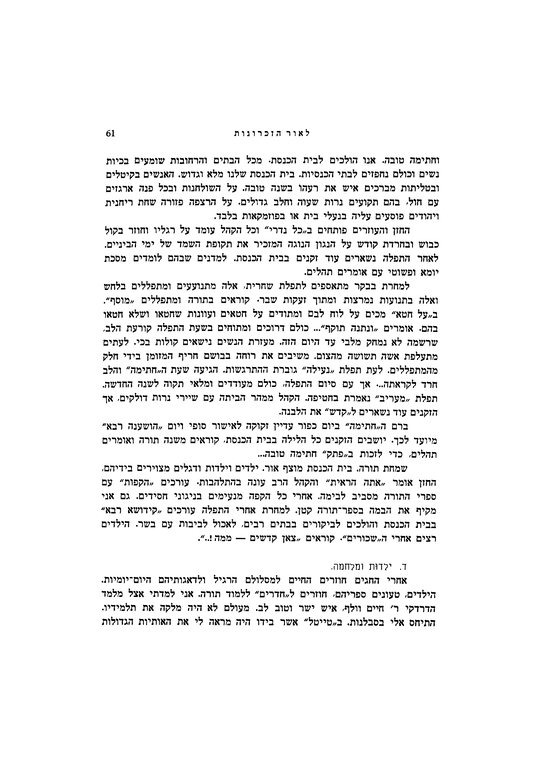 לאור הזכרונות 61
וחתימה טובה. אנו הולכים לבית הכנסת. מכל הבתים והרחובות שומעים בכיות
נשים וכולם נחפזים לבתי הכנסיות. בית הכנסת שלנו מלא וגדוש. האנשים בקיטלים
ובטליתות מברכים איש את רעהו בשנה טובה. על השולחנות ובכל פנה ארגזים
עם חול, בהם תקועים נרות שעוה וחלב גדולים. על הרצפה פזורה שחת ריחנית
ויהודים פוסעים עליה בנעלי בית או בפוזמקאות בלבד.
החזן והעוזרים פותחים ב„כל נדרי” וכל הקהל עומד על רגליו וחוזר בקול
כבוש ובחרדת קודש על הנגון הנוגה המזכיר את תקופת השמד של ימי הביניים.
לאחר התפלה נשארים עוד זקנים בבית הכנסת. למדנים שבהם לומדים מסכת
יומא ופשוטי עם אומרים תהלים.
למחרת בבקר מתאספים לתפלת שחרית, אלה מתנועעים ומתפללים בלחש
ואלה בתנועות נמרצות ומתוך זעקות שבר. קוראים בתורה ומתפללים „מוסף”.
ב„על חטא” מכים על לוח לבם ומתודים על חטאים ועוונות שחטאו ושלא חטאו
בהם. אומרים „ונתנה תוקף”... כולם דרוכים ומתוחים בשעת התפלה קורעת הלב,
שרשמה לא נמחק מלבי עד היום הזה. מעזרת הנשים נישאים קולות בכי. לעתים
מתעלפת אשה תשושה מהצום. משיבים את רוחה בבושם חריף המזומן בידי חלק
מהמתפללים. לעת תפלת „נעילה” גוברת ההתרגשות. הגיעה שעת ה„חתימה” והלב
חרד לקראתה.. אך עם סיום התפלה, כולם מעודדים ומלאי תקוה לשנה החדשה.
תפלת „מעריב” נאמרת בחטיפה. הקהל ממהר הביתה עם שיירי נרות דולקים, אך
הזקנים עוד נשארים ל„קדש” את הלבנה.
ברם ה„חתימה” ביום כפור עדיין זקוקה לאישור סופי ויום „הושענה רבא”
מיועד לכך. יושבים הזקנים כל הלילה בבית הכנסת, קוראים משנה תורה ואומרים
תהלים, כדי לזכות ב„פתק” חתימה טובה...
שמחת תורה. בית הכנסת מוצף אור. ילדים וילדות ודגלים מצוירים בידיהם.
החזן אומר „אתה הראית” והקהל הרב עונה בהתלהבות. עורכים „הקפות” עם
ספרי התורה מסביב לבימה. אחרי כל הקפה מנעימים בניגוני חסידים. גם אני
מקיף את הבמה בספר־תורה קטן. למחרת אחרי התפלה עורכים „קידושא רבא”
בבית הכנסת והולכים לביקורים בבתים רבים, לאכול לביבות עם בשר. הילדים
רצים אחרי ה„שכורים”. קוראים „צאן קדשים — ממה !..”.
ד. ילדות ומלחמה.
אחרי החגים חוזרים החיים למסלולם הרגיל ולדאגותיהם היום־יומיות.
הילדים, טעונים ספריהם, חוזרים ל„חדרים” ללמוד תורה. אני למדתי אצל מלמד
הדרדקי ר׳ חיים וולף, איש ישר וטוב לב. מעולם לא היה מלקה את תלמידיו.
התיחס אלי בסבלנות. ב„טייטל” אשר בידו היה מראה לי את האותיות הגדולות